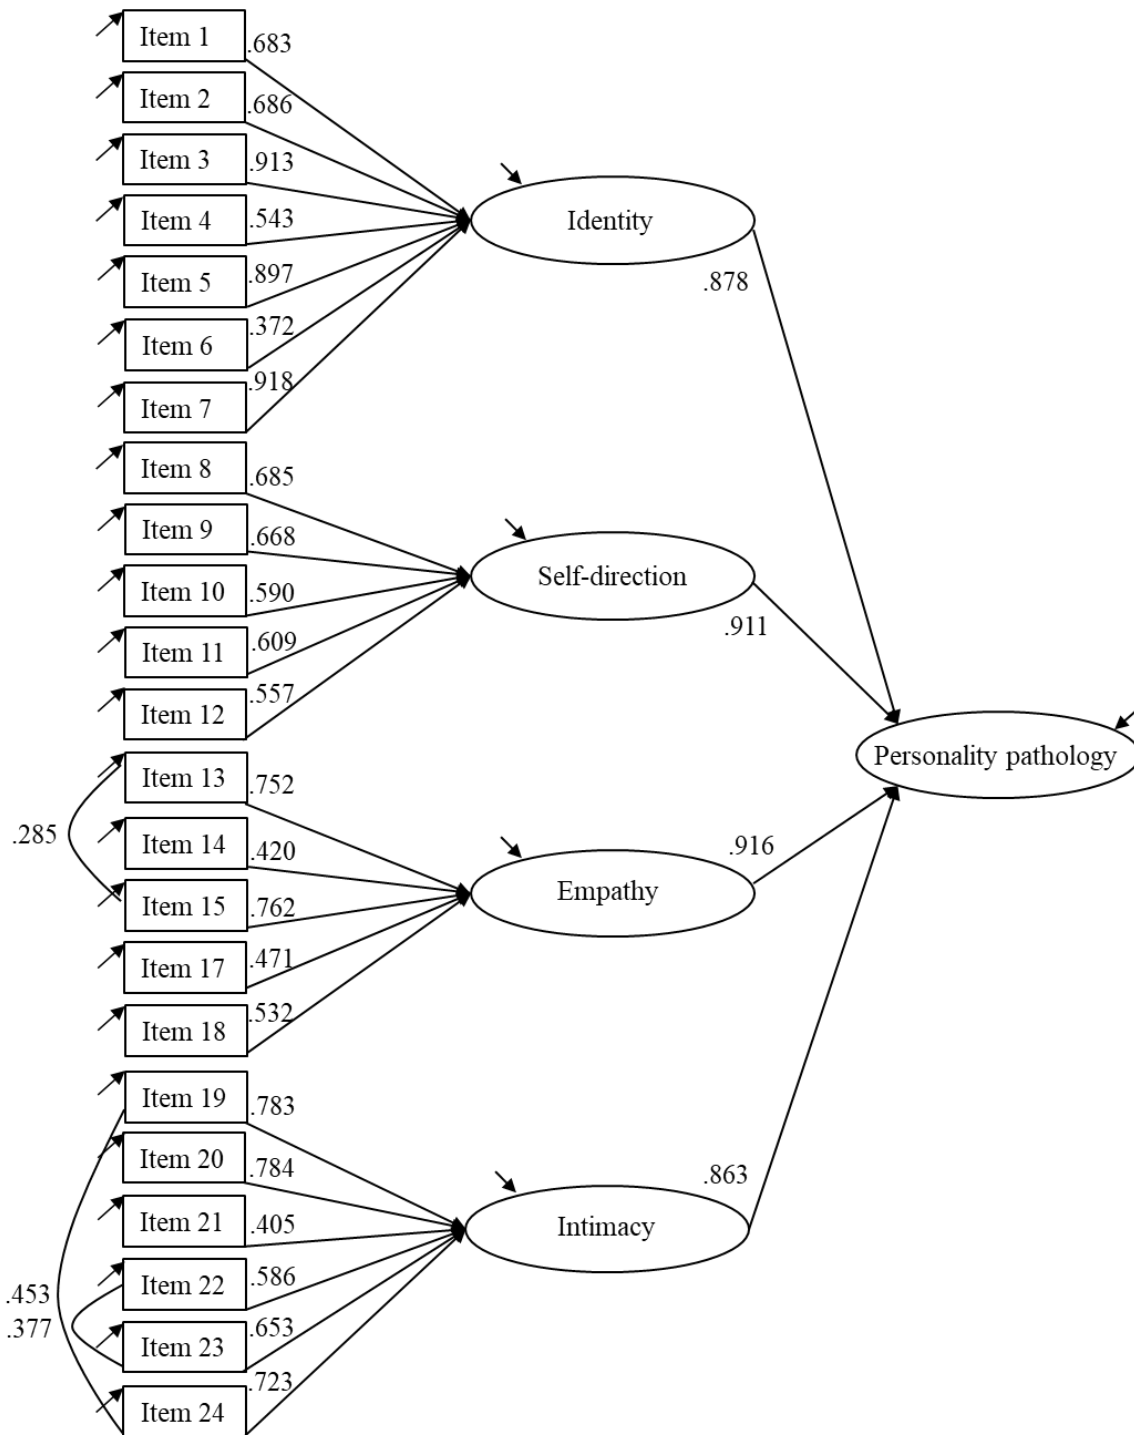 Item 1
.683
Item 2
.686
Item 3
.913
Item 4
.543
Item 5
.897
Item 6
.372
Item 7
.918
Identity
.878
Item 8
.685
Item 9
.668
Item 10
.590
Item 11
.609
Item 12
.557
Self-direction
.911
Personality pathology
Item 13
.752
Item 14
.420
Item 15
.762
Item 17
.471
Item 18
.532
.285
Empathy
.916
Item 19
.783
Item 20
.784
Item 21
.405
Item 22
.586
Item 23
.653
Item 24
.723
.453
.377
Intimacy
.863